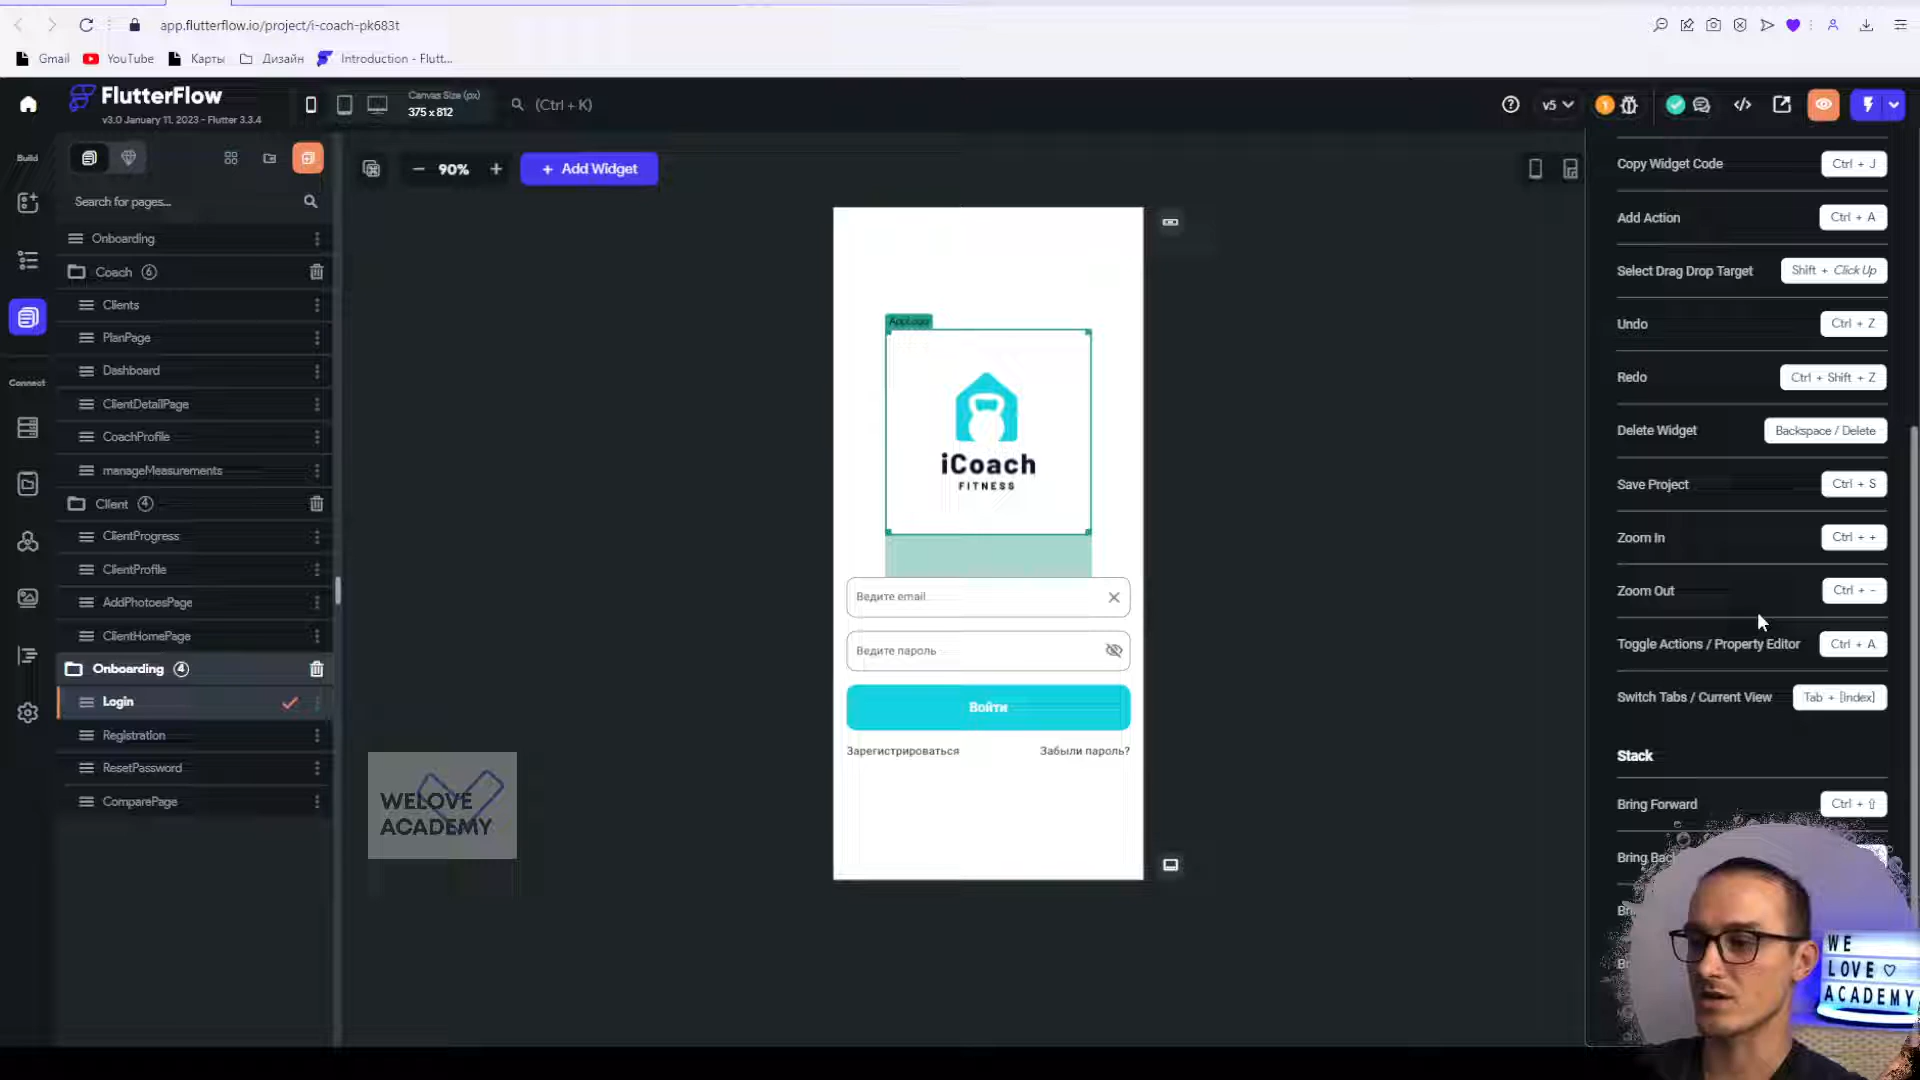 app.flutterflow.io/project/i-coach-pk683t
Gmail
YouTube
Карты
Дизайн
Introduction - Flutt...
FlutterFlow
v3.0 January 11, 2023 - Flutter 3.3.4
Canvas Size (px)
375 x 812
(Ctrl + K)
v5
1
Build
Connect
Search for pages...
Onboarding
Coach 6
Clients
PlanPage
Dashboard
ClientDetailPage
CoachProfile
manageMeasurements
Client 4
ClientProgress
ClientProfile
AddPhotoesPage
ClientHomePage
Onboarding 4
Login
Registration
ResetPassword
ComparePage
90%
+ Add Widget
AppLogo
iCoach
FITNESS
Ведите email
Ведите пароль
Войти
Зарегистрироваться
Забыли пароль?
WELOVE
ACADEMY
Copy Widget Code
Ctrl + J
Add Action
Ctrl + A
Select Drag Drop Target
Shift + Click Up
Undo
Ctrl + Z
Redo
Ctrl + Shift + Z
Delete Widget
Backspace / Delete
Save Project
Ctrl + S
Zoom In
Ctrl + +
Zoom Out
Ctrl + -
Toggle Actions / Property Editor
Ctrl + A
Switch Tabs / Current View
Tab + [Index]
Stack
Bring Forward
Ctrl + ⇧
Bring
WE
LOVE ♡
ACADEMY